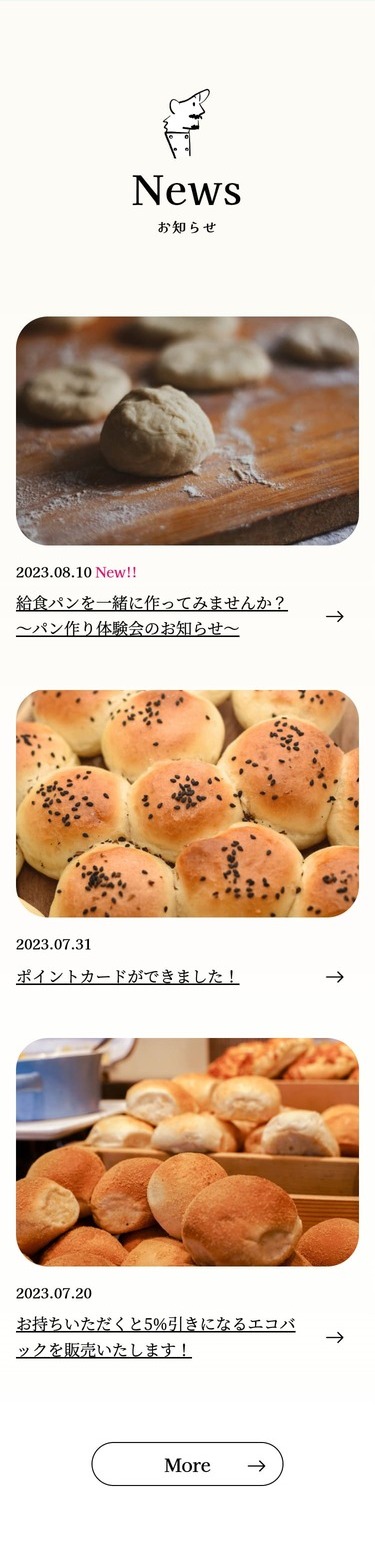 News
お知らせ
2023.08.10 New!!
給食パンを一緒に作ってみませんか？
〜パン作り体験会のお知らせ〜
2023.07.31
ポイントカードができました！
2023.07.20
お持ちいただくと5%引きになるエコバ
ックを販売いたします！
More